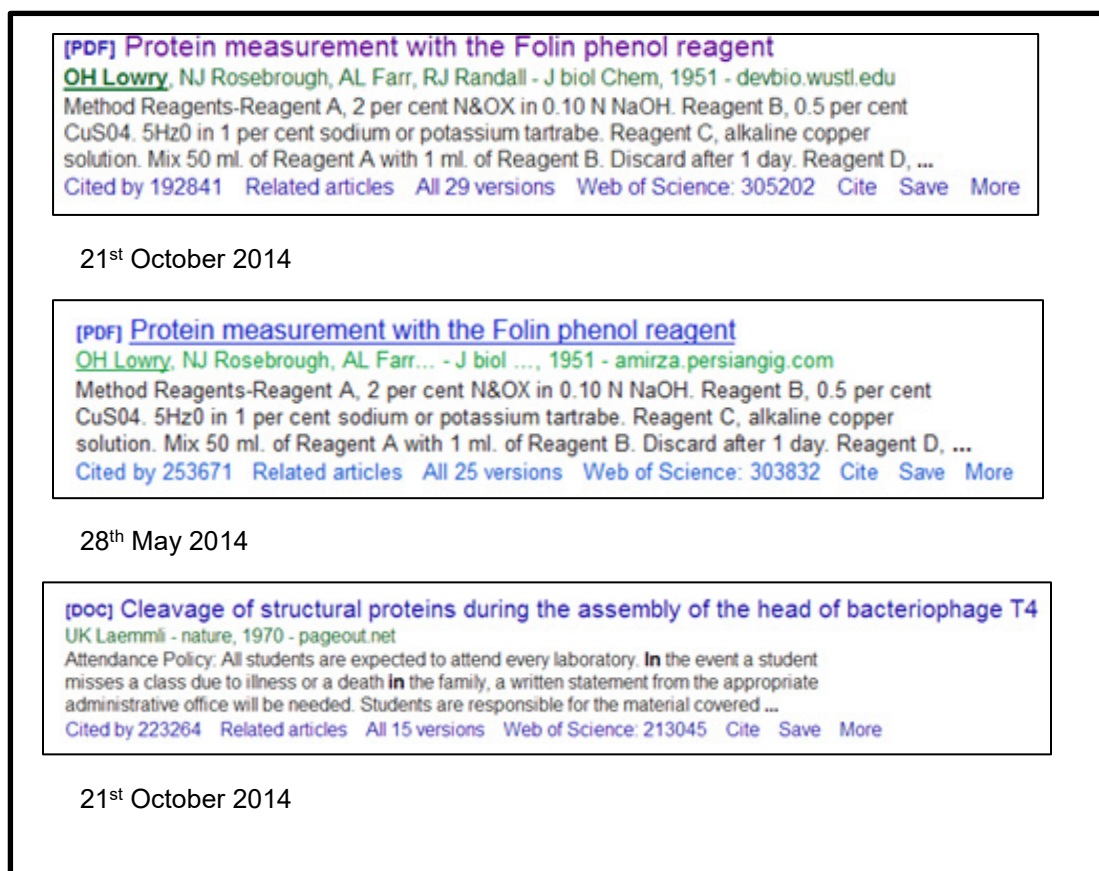 [PDF] Protein measurement with the Folin phenol reagent
OH Lowry, NJ Rosebrough, AL Farr, RJ Randall - J biol Chem, 1951 - devbio.wustl.edu
Method Reagents-Reagent A, 2 per cent N&OX in 0.10 N NaOH. Reagent B, 0.5 per cent
CuS04. 5Hz0 in 1 per cent sodium or potassium tartrabe. Reagent C, alkaline copper
solution. Mix 50 ml. of Reagent A with 1 ml. of Reagent B. Discard after 1 day. Reagent D, ...
Cited by 192841 Related articles All 29 versions Web of Science: 305202 Cite Save More
21st October 2014
[PDF] Protein measurement with the Folin phenol reagent
OH Lowry, NJ Rosebrough, AL Farr... - J biol ..., 1951 - amirza.persiangig.com
Method Reagents-Reagent A, 2 per cent N&OX in 0.10 N NaOH. Reagent B, 0.5 per cent
CuS04. 5Hz0 in 1 per cent sodium or potassium tartrabe. Reagent C, alkaline copper
solution. Mix 50 ml. of Reagent A with 1 ml. of Reagent B. Discard after 1 day. Reagent D, ...
Cited by 253671 Related articles All 25 versions Web of Science: 303832 Cite Save More
28th May 2014
[DOC] Cleavage of structural proteins during the assembly of the head of bacteriophage T4
UK Laemmli - nature, 1970 - pageout.net
Attendance Policy: All students are expected to attend every laboratory. In the event a student
misses a class due to illness or a death in the family, a written statement from the appropriate
administrative office will be needed. Students are responsible for the material covered ...
Cited by 223264 Related articles All 15 versions Web of Science: 213045 Cite Save More
21st October 2014